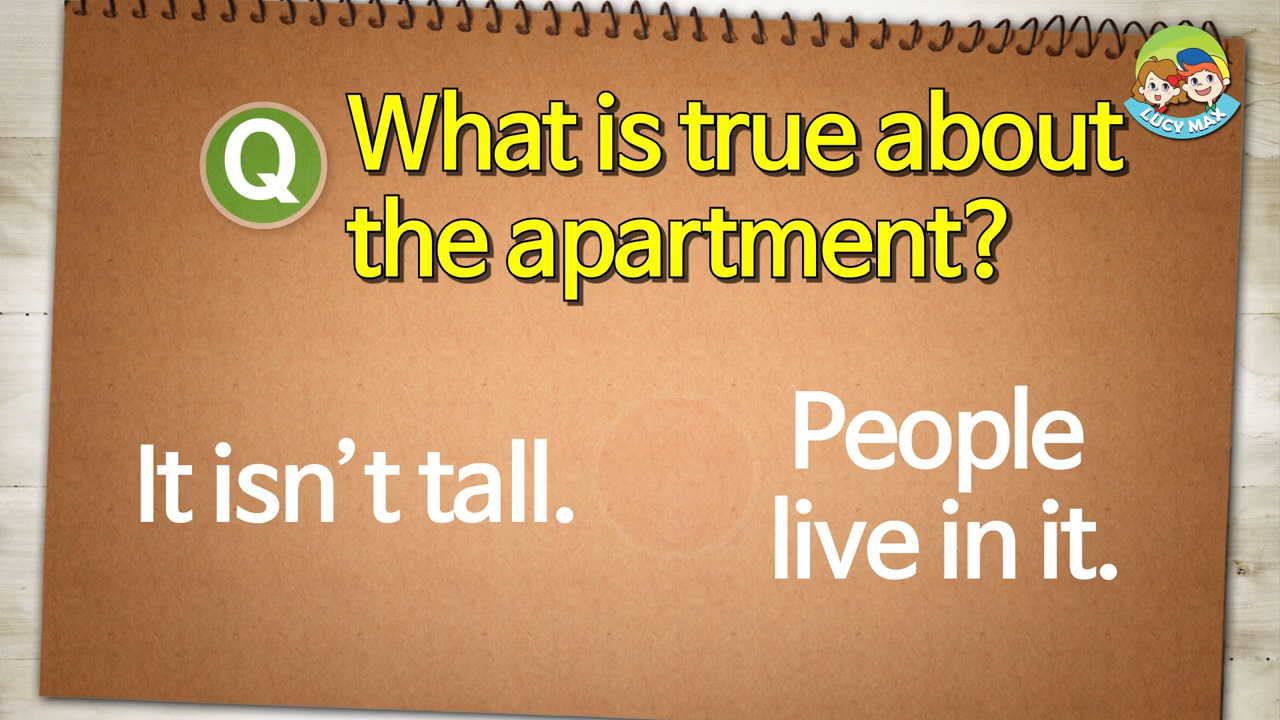 Q
What is true about
the apartment?
It isn’t tall.
People
live in it.
LUCY MAX